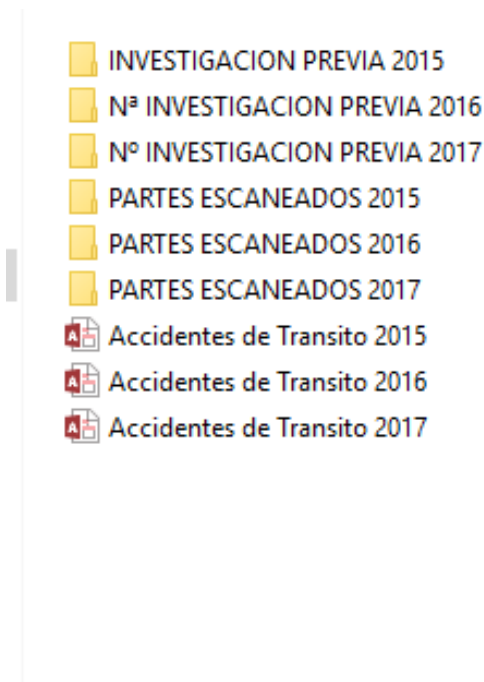 INVESTIGACION PREVIA 2015
Nª INVESTIGACION PREVIA 2016
Nº INVESTIGACION PREVIA 2017
PARTES ESCANEADOS 2015
PARTES ESCANEADOS 2016
PARTES ESCANEADOS 2017
Accidentes de Transito 2015
Accidentes de Transito 2016
Accidentes de Transito 2017